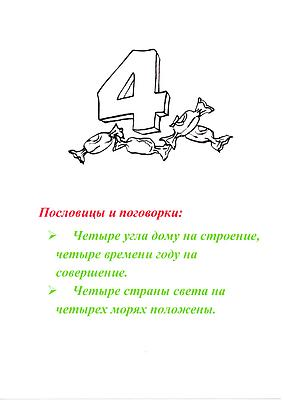 4
Пословицы и поговорки:
Четыре угла дому на строение,
четыре времени году на
совершение.
Четыре страны света на
четырех морях положены.